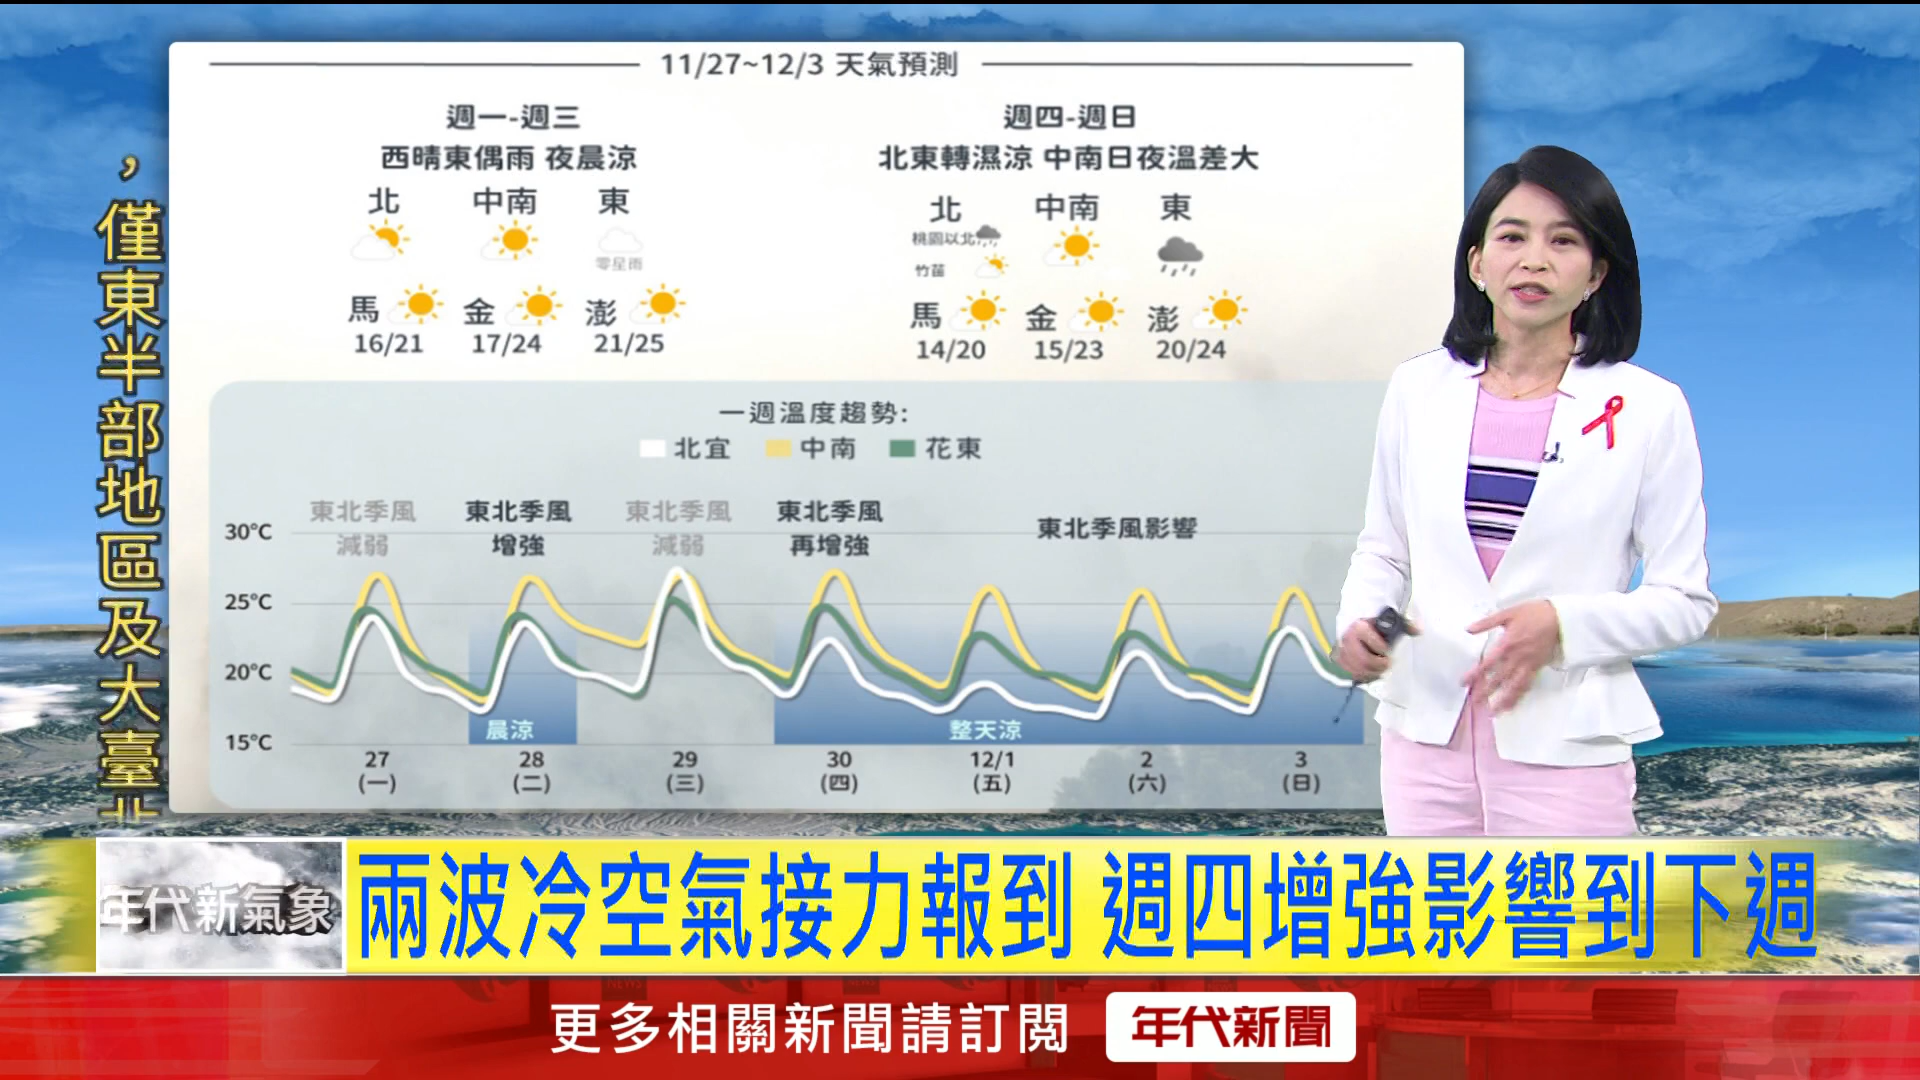 11/27~12/3 天氣預測
週一-週三
西晴東偶雨 夜晨涼
北 中南 東
零星雨
馬 金 澎
16/21 17/24 21/25
週四-週日
北東轉濕涼 中南日夜溫差大
北 中南 東
桃園以北
竹苗
馬 金 澎
14/20 15/23 20/24
一週溫度趨勢:
北宜 中南 花東
東北季風 減弱
東北季風 增強
東北季風 減弱
東北季風 再增強
東北季風影響
30°C
25°C
20°C
15°C
晨涼
整天涼
27 28 29 30 12/1 2 3
(一) (二) (三) (四) (五) (六) (日)
，僅東半部地區及大臺北
年代新氣象
兩波冷空氣接力報到 週四增強影響到下週
更多相關新聞請訂閱 年代新聞